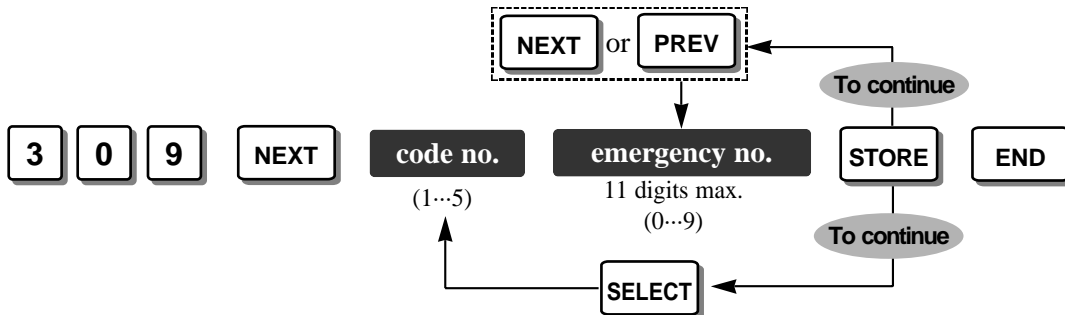 NEXT or PREV
To continue
3 0 9 NEXT code no. emergency no. STORE END
(1···5) 11 digits max.
(0···9)
To continue
SELECT